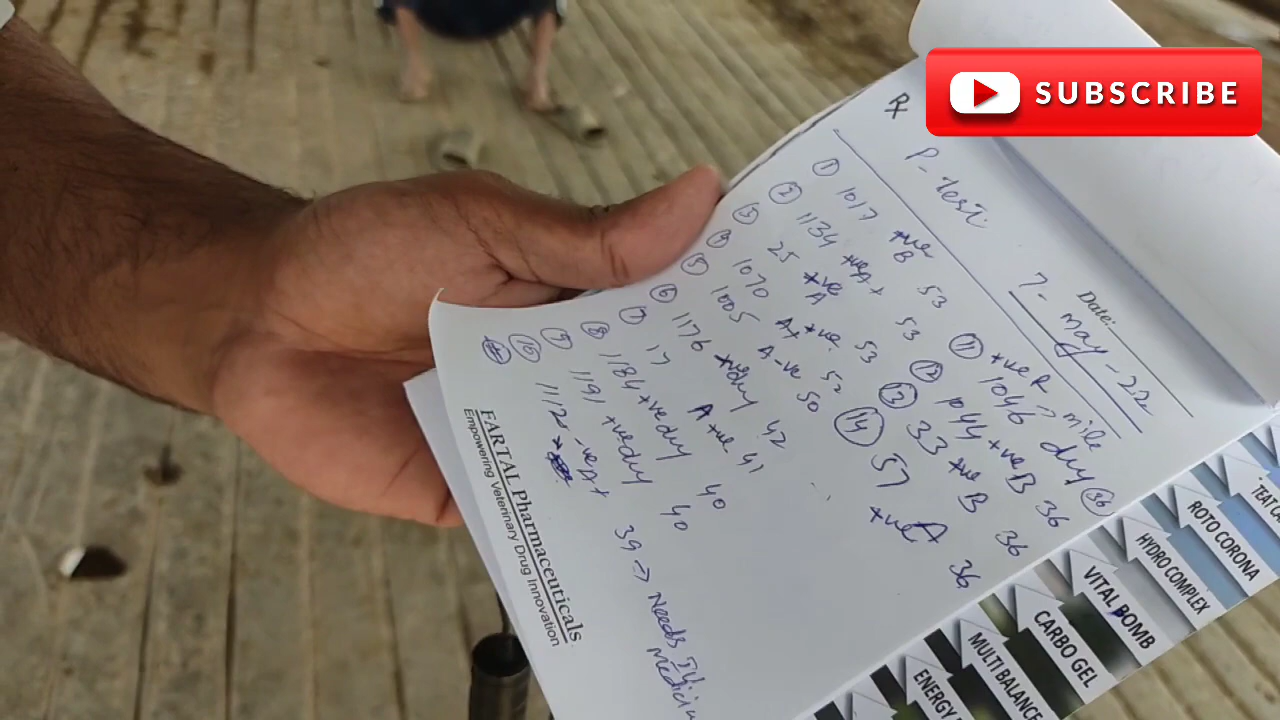 SUBSCRIBE
Date:
7- may - 22
P- test
① 1017 +ve B 53
② 1134 +ve A+ 53
③ 25 +ve A 53
④ 1070 A+ +ve 52
⑤ 1005 A -ve 50
⑥ 1176 42
⑦ 17 A +ve 41
⑧ 1184 +ve dry 40
⑨ 1191 +ve dry 40
⑩ 1112 -ve A+ 39 → Needs
⑪ 1046 +ve R → mile dry 36
⑫ 1044 +ve B 36
⑬ 33 +ve B 36
⑭ 57 +ve A 36
FARTAL Pharmaceuticals
Empowering Veterinary Drug Innovation
ROTO CORONA
HYDRO COMPLEX
VITAL BOMB
CARBO GEL
MULTI BALANCE
ENERGY